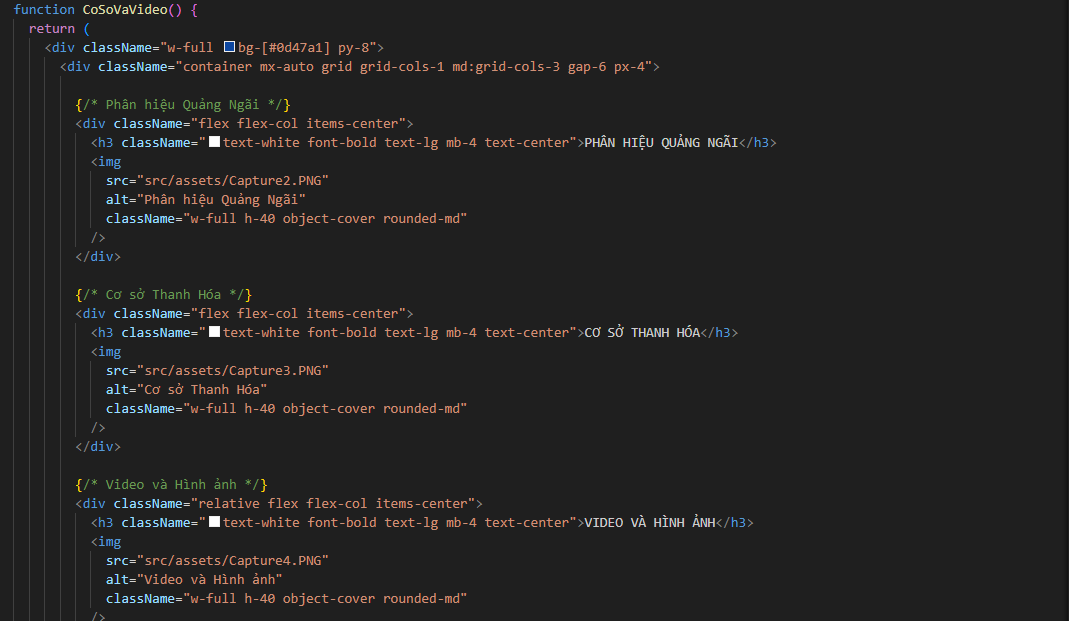 function CoSoVaVideo() {
return (
<div className="w-full bg-[#0d47a1] py-8">
<div className="container mx-auto grid grid-cols-1 md:grid-cols-3 gap-6 px-4">
{/* Phân hiệu Quảng Ngãi */}
<div className="flex flex-col items-center">
<h3 className="text-white font-bold text-lg mb-4 text-center">PHÂN HIỆU QUẢNG NGÃI</h3>
<img
src="src/assets/Capture2.PNG"
alt="Phân hiệu Quảng Ngãi"
className="w-full h-40 object-cover rounded-md"
/>
</div>
{/* Cơ sở Thanh Hóa */}
<div className="flex flex-col items-center">
<h3 className="text-white font-bold text-lg mb-4 text-center">CƠ SỞ THANH HÓA</h3>
<img
src="src/assets/Capture3.PNG"
alt="Cơ sở Thanh Hóa"
className="w-full h-40 object-cover rounded-md"
/>
</div>
{/* Video và Hình ảnh */}
<div className="relative flex flex-col items-center">
<h3 className="text-white font-bold text-lg mb-4 text-center">VIDEO VÀ HÌNH ẢNH</h3>
<img
src="src/assets/Capture4.PNG"
alt="Video và Hình ảnh"
className="w-full h-40 object-cover rounded-md"
/>